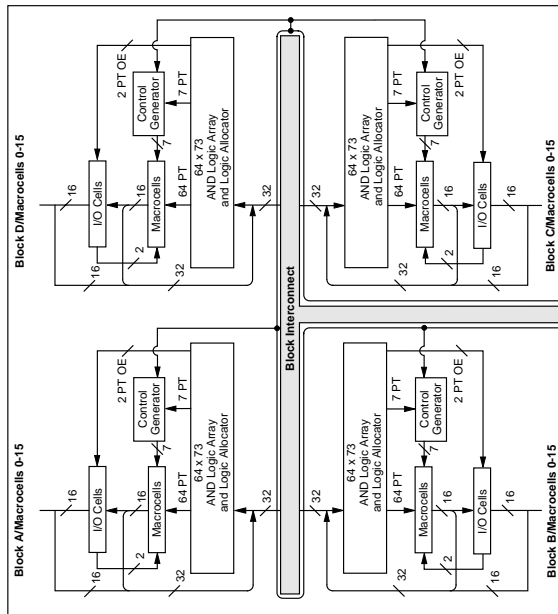 Block A/Macrocells 0-15
16
16
I/O Cells
2 PT OE
16
2
Macrocells
7
Control
Generator
32
64 PT
7 PT
64 x 73
AND Logic Array
and Logic Allocator
32
Block D/Macrocells 0-15
16
16
I/O Cells
2 PT OE
16
2
Macrocells
7
Control
Generator
32
64 PT
7 PT
64 x 73
AND Logic Array
and Logic Allocator
32
Block Interconnect
32
64 x 73
AND Logic Array
and Logic Allocator
64 PT
7 PT
32
Macrocells
7
Control
Generator
16
2
2 PT OE
I/O Cells
16
16
Block B/Macrocells 0-15
32
64 x 73
AND Logic Array
and Logic Allocator
64 PT
7 PT
32
Macrocells
7
Control
Generator
16
2
2 PT OE
I/O Cells
16
16
Block C/Macrocells 0-15